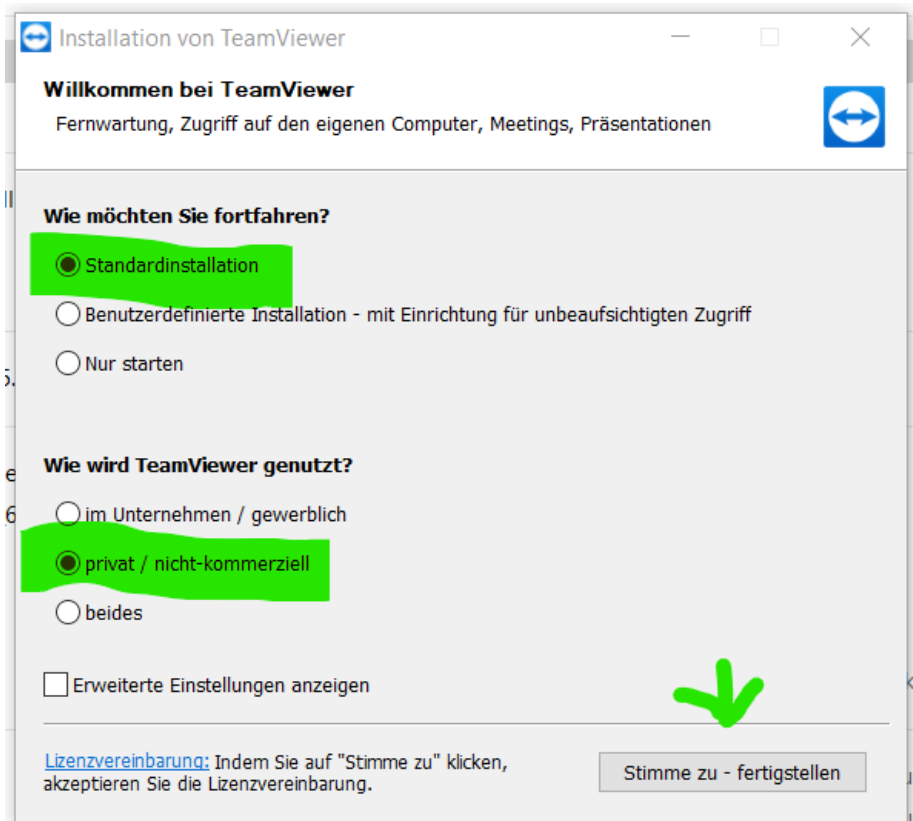 Installation von TeamViewer
Willkommen bei TeamViewer
Fernwartung, Zugriff auf den eigenen Computer, Meetings, Präsentationen
Wie möchten Sie fortfahren?
Standardinstallation
Benutzerdefinierte Installation - mit Einrichtung für unbeaufsichtigten Zugriff
Nur starten
Wie wird TeamViewer genutzt?
im Unternehmen / gewerblich
privat / nicht-kommerziell
beides
Erweiterte Einstellungen anzeigen
Lizenzvereinbarung: Indem Sie auf "Stimme zu" klicken,
akzeptieren Sie die Lizenzvereinbarung.
Stimme zu - fertigstellen